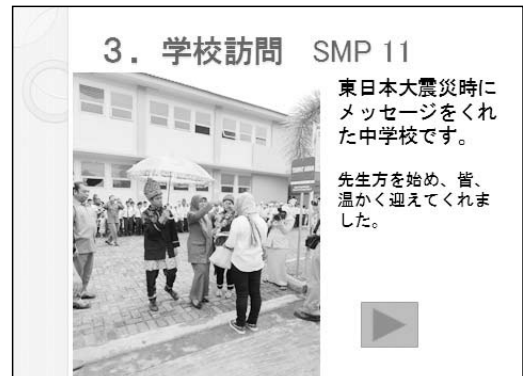 3．学校訪問　SMP 11
東日本大震災時に
メッセージをくれ
た中学校です。
先生方を始め、皆、
温かく迎えてくれま
した。